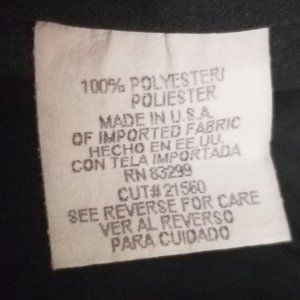 100% POLYESTER/
POLIESTER
MADE IN U.S.A.
OF IMPORTED FABRIC
HECHO EN EE.UU.
CON TELA IMPORTADA
RN 83299
CUT# 21560
SEE REVERSE FOR CARE
VER AL REVERSO
PARA CUIDADO